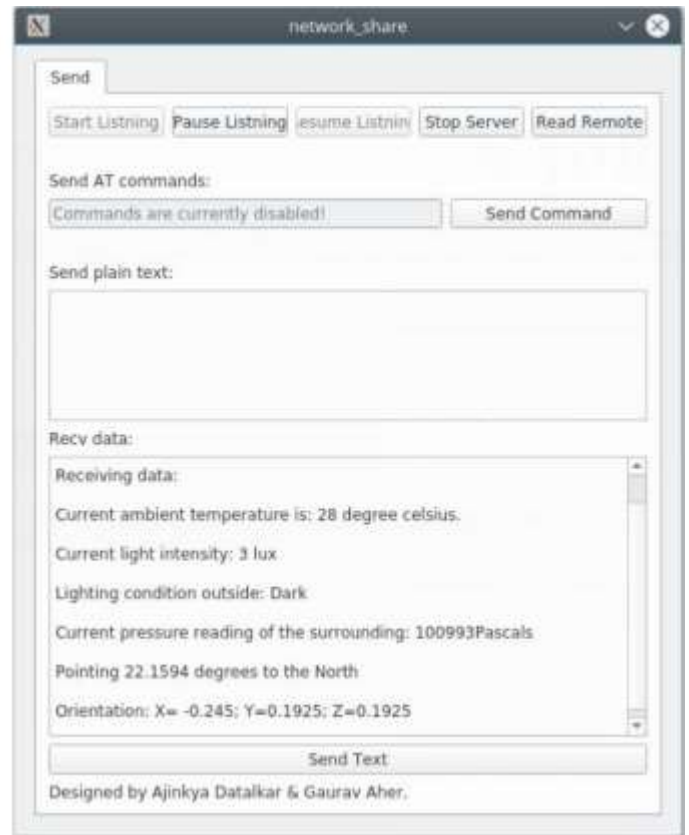 network_share
Send
Start Listning Pause Listning esume Listnin Stop Server Read Remote
Send AT commands:
Commands are currently disabled! Send Command
Send plain text:
Recv data:
Receiving data:
Current ambient temperature is: 28 degree celsius.
Current light intensity: 3 lux
Lighting condition outside: Dark
Current pressure reading of the surrounding: 100993Pascals
Pointing 22.1594 degrees to the North
Orientation: X= -0.245; Y=0.1925; Z=0.1925
Send Text
Designed by Ajinkya Datalkar & Gaurav Aher.